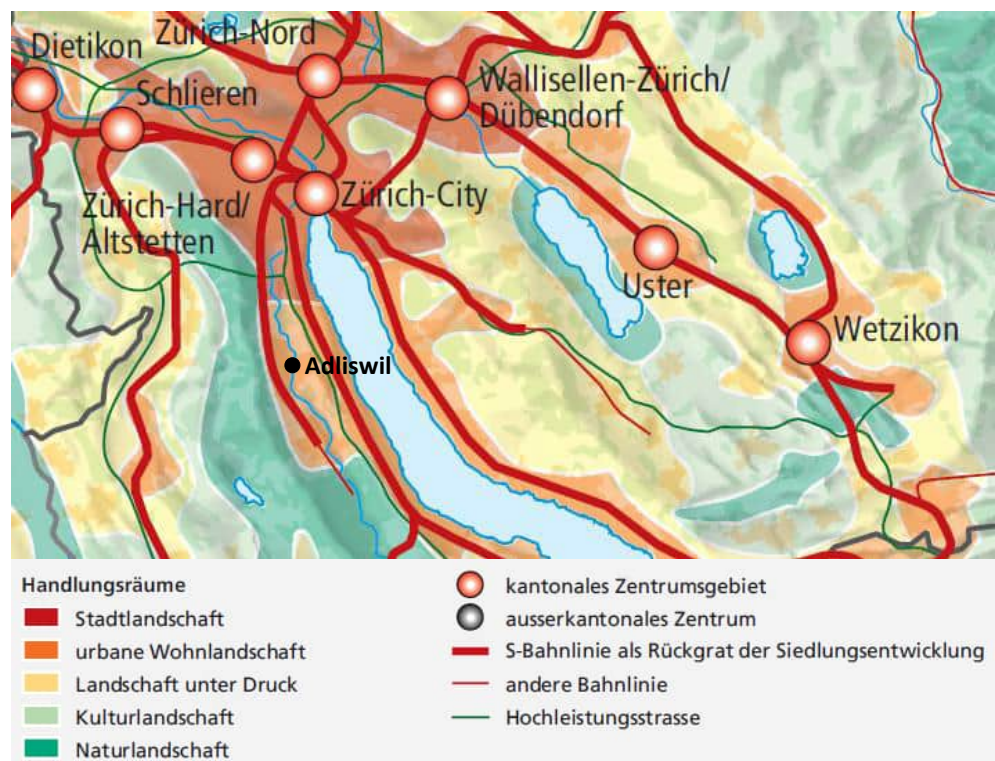 Zürich-Nord
Dietikon
Schlieren
Wallisellen-Zürich/
Dübendorf
Zürich-City
Zürich-Hard/
Altstetten
Uster
Wetzikon
Adliswil
Handlungsräume
Stadtlandschaft
urbane Wohnlandschaft
Landschaft unter Druck
Kulturlandschaft
Naturlandschaft
kantonales Zentrumsgebiet
ausserkantonales Zentrum
S-Bahnlinie als Rückgrat der Siedlungsentwicklung
andere Bahnlinie
Hochleistungsstrasse